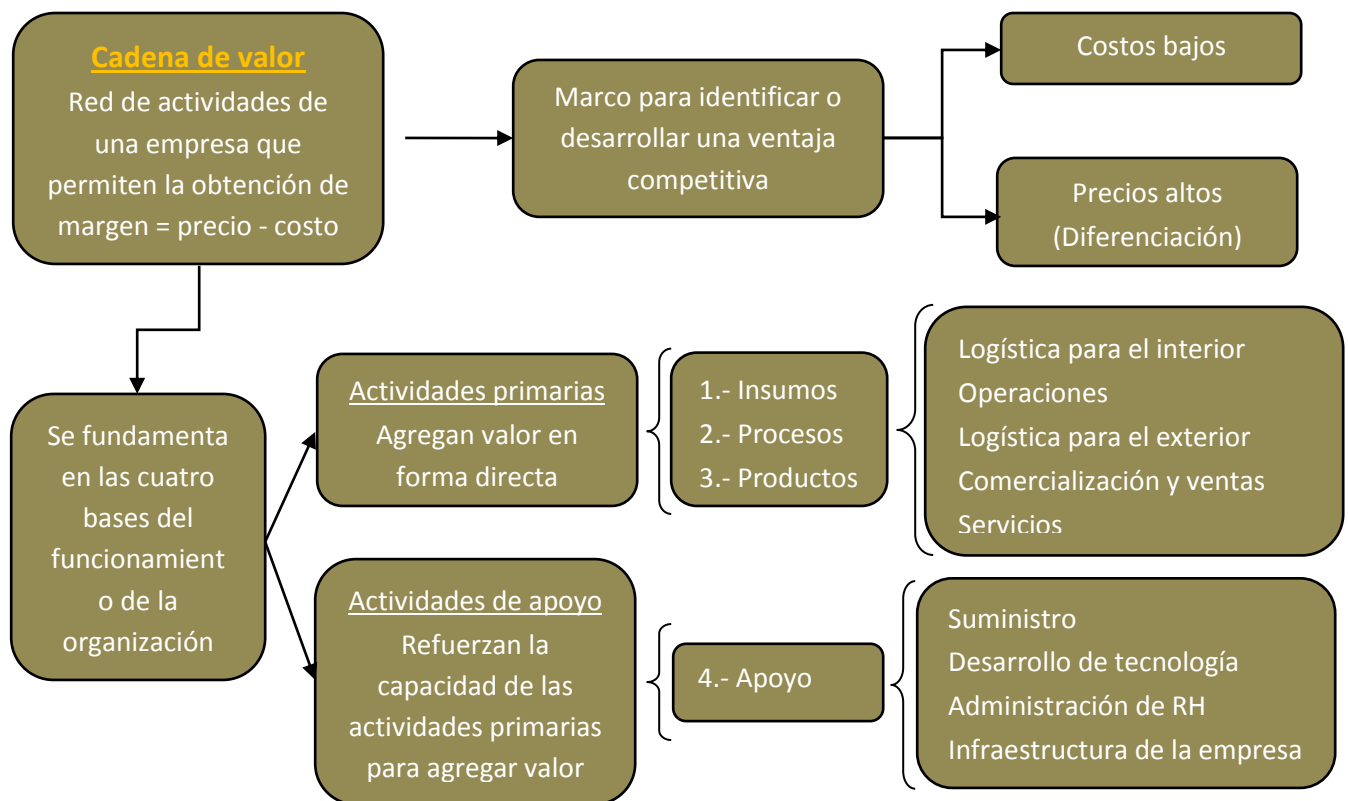 Cadena de valor
Red de actividades de
una empresa que
permiten la obtención de
margen = precio - costo
Marco para identificar o
desarrollar una ventaja
competitiva
Costos bajos
Precios altos
(Diferenciación)
Se fundamenta
en las cuatro
bases del
funcionamient
o de la
organización
Actividades primarias
Agregan valor en
forma directa
1.- Insumos
2.- Procesos
3.- Productos
Logística para el interior
Operaciones
Logística para el exterior
Comercialización y ventas
Servicios
Actividades de apoyo
Refuerzan la
capacidad de las
actividades primarias
para agregar valor
4.- Apoyo
Suministro
Desarrollo de tecnología
Administración de RH
Infraestructura de la empresa